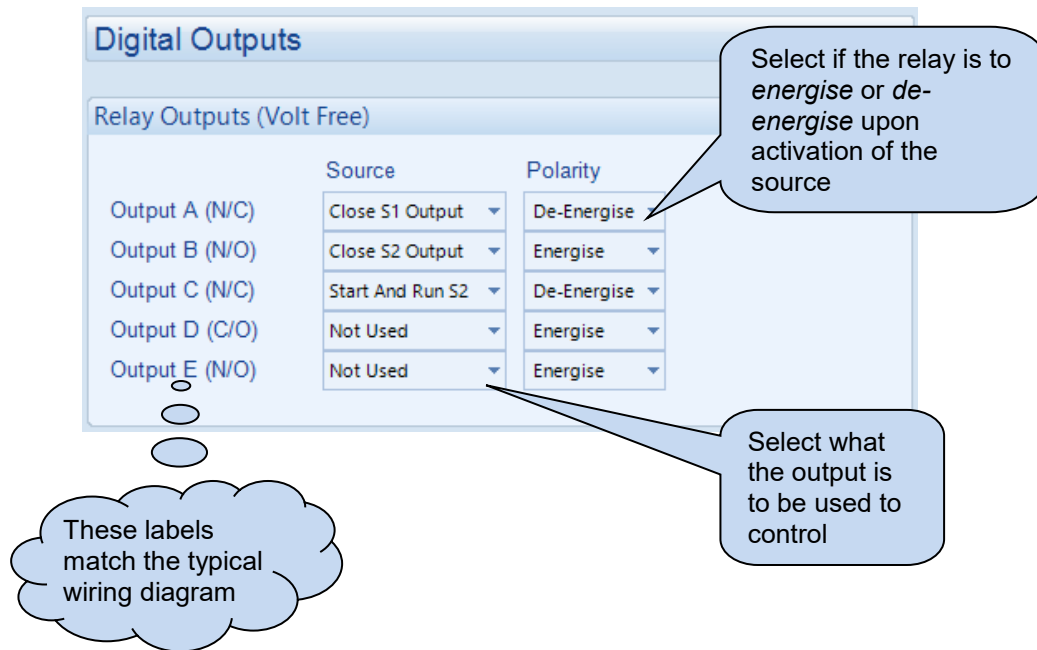 Digital Outputs
Relay Outputs (Volt Free)
Source Polarity
Output A (N/C) Close S1 Output De-Energise
Output B (N/O) Close S2 Output Energise
Output C (N/C) Start And Run S2 De-Energise
Output D (C/O) Not Used Energise
Output E (N/O) Not Used Energise
Select if the relay is to
energise or de-
energise upon
activation of the
source
Select what
the output is
to be used to
control
These labels
match the typical
wiring diagram